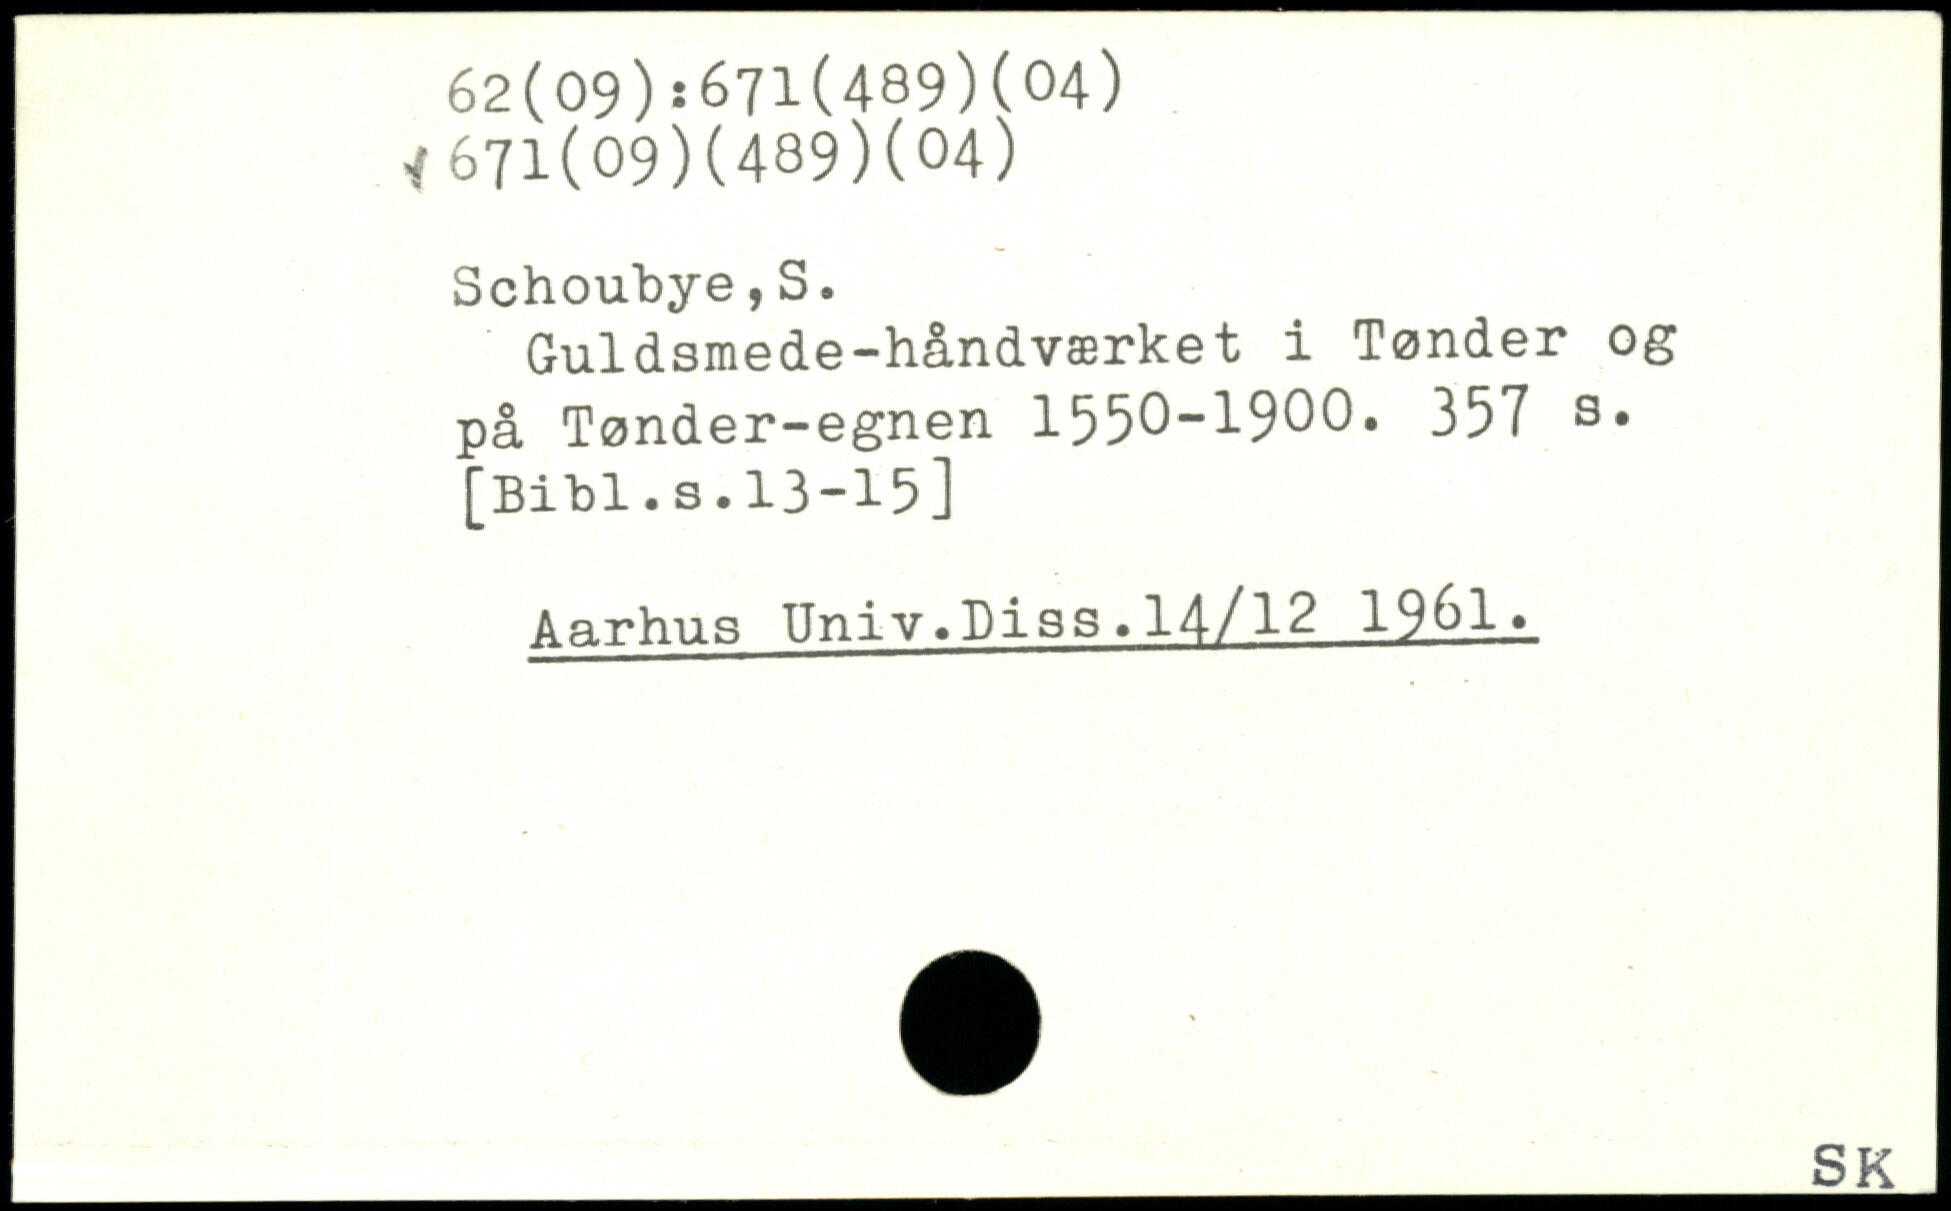 62(09):671(489)(04)
671(09)(489)(04)
Schoubye,S.
Guldsmede-håndværket i Tønder og
på Tønder-egnen 1550-1900. 357 s.
[Bibl.s.13-15]
Aarhus Univ.Diss.14/12 1961.
SK